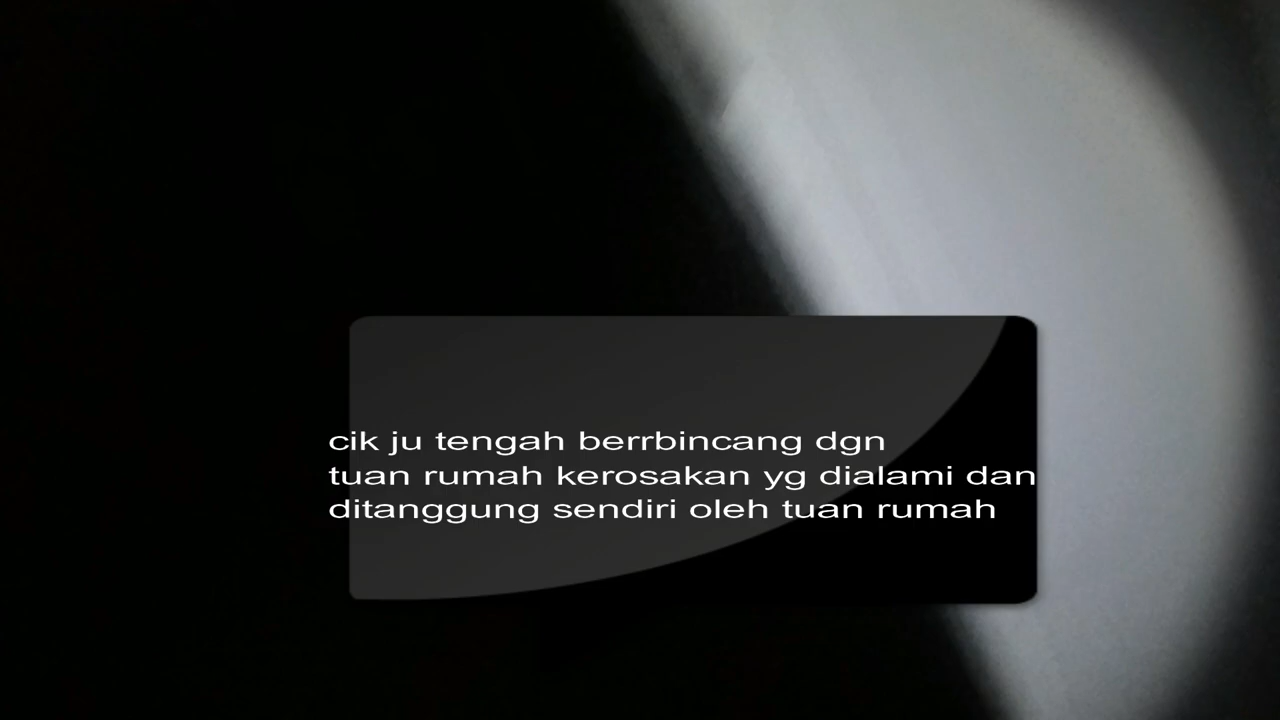 cik ju tengah berrbincang dgn
tuan rumah kerosakan yg dialami dan
ditanggung sendiri oleh tuan rumah